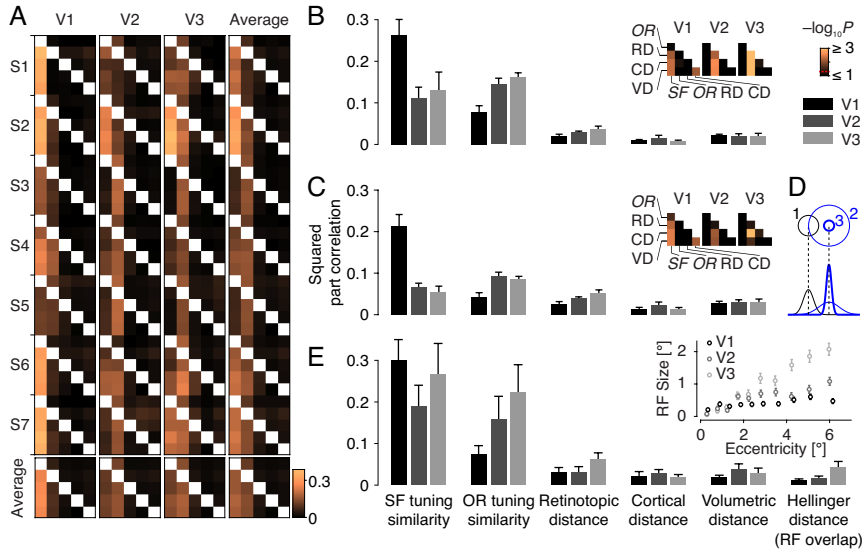 A
V1 V2 V3 Average
S1
S2
S3
S4
S5
S6
S7
Average
0.3
0
B
0.3
0.2
0.1
0
OR
RD
CD
VD
V1 V2 V3
SF OR RD CD
–log10P
≥ 3
≤ 1
V1
V2
V3
C
Squared
part correlation
0.3
0.2
0.1
0
OR
RD
CD
VD
V1 V2 V3
SF OR RD CD
D
1 3 2
E
0.3
0.2
0.1
0
RF Size [°]
2
1
0
V1
V2
V3
0 2 4 6
Eccentricity [°]
SF tuning
similarity
OR tuning
similarity
Retinotopic
distance
Cortical
distance
Volumetric
distance
Hellinger
distance
(RF overlap)